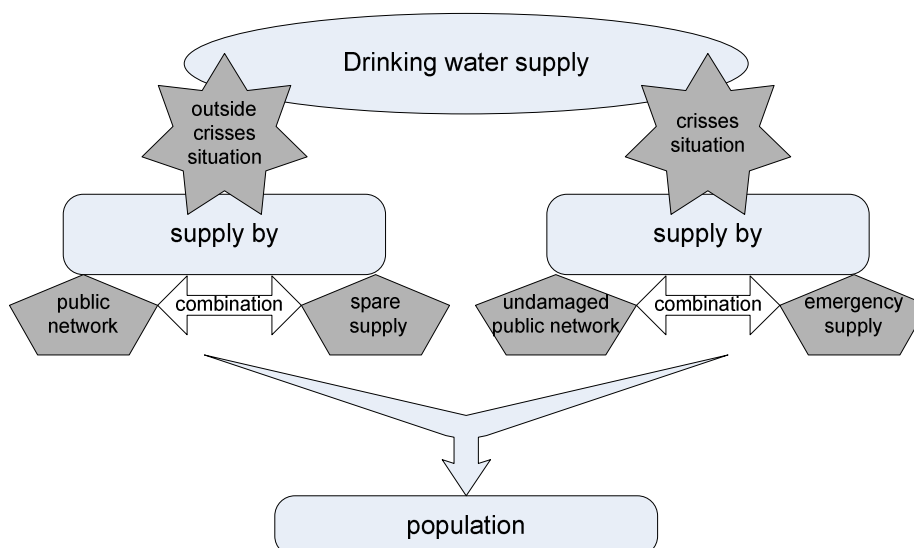 Drinking water supply
outside
crisses
situation
crisses
situation
supply by
supply by
public
network
combination
spare
supply
undamaged
public network
combination
emergency
supply
population